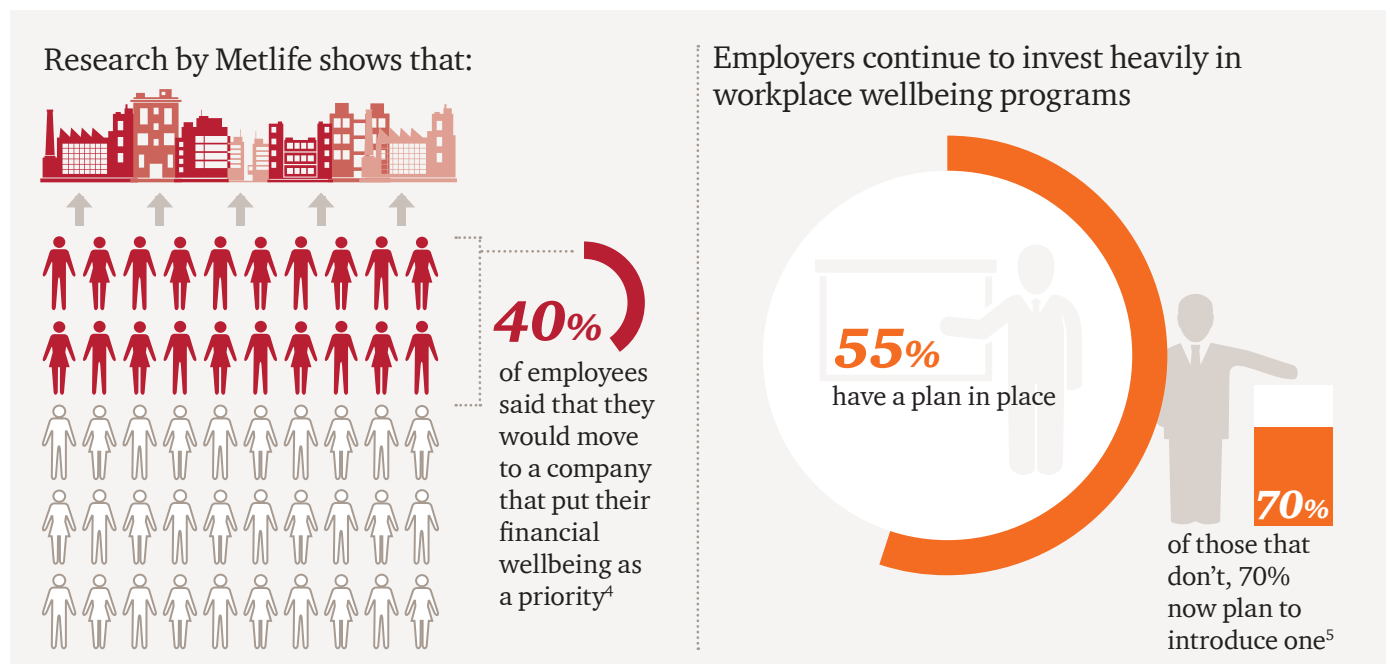 Research by Metlife shows that:
40%
of employees
said that they
would move
to a company
that put their
financial
wellbeing as
a priority⁴
Employers continue to invest heavily in
workplace wellbeing programs
55%
have a plan in place
70%
of those that
don’t, 70%
now plan to
introduce one⁵